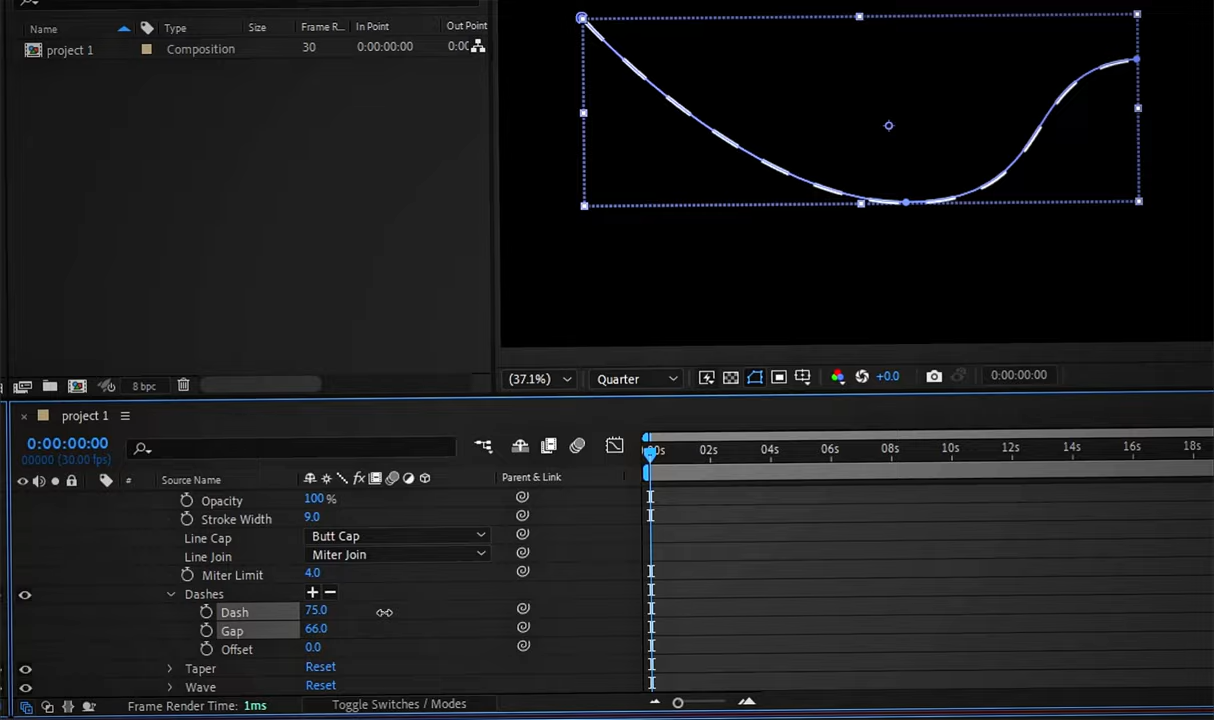 Name Type Size Frame R... In Point Out Point
project 1 Composition 30 0:00:00:00 0:00
8 bpc
(37.1%) Quarter +0.0 0:00:00:00
project 1
0:00:00:00
00000 (30.00 fps)
:00s 02s 04s 06s 08s 10s 12s 14s 16s 18s
# Source Name fx Parent & Link
Opacity 100 %
Stroke Width 9.0
Line Cap Butt Cap
Line Join Miter Join
Miter Limit 4.0
Dashes + −
Dash 75.0
Gap 66.0
Offset 0.0
Taper Reset
Wave Reset
Frame Render Time: 1ms Toggle Switches / Modes